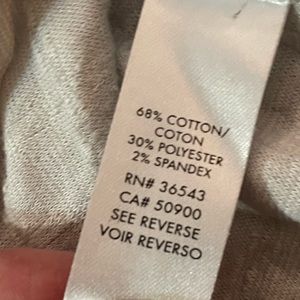 68% COTTON/
COTON
30% POLYESTER
2% SPANDEX
RN# 36543
CA# 50900
SEE REVERSE
VOIR REVERSO